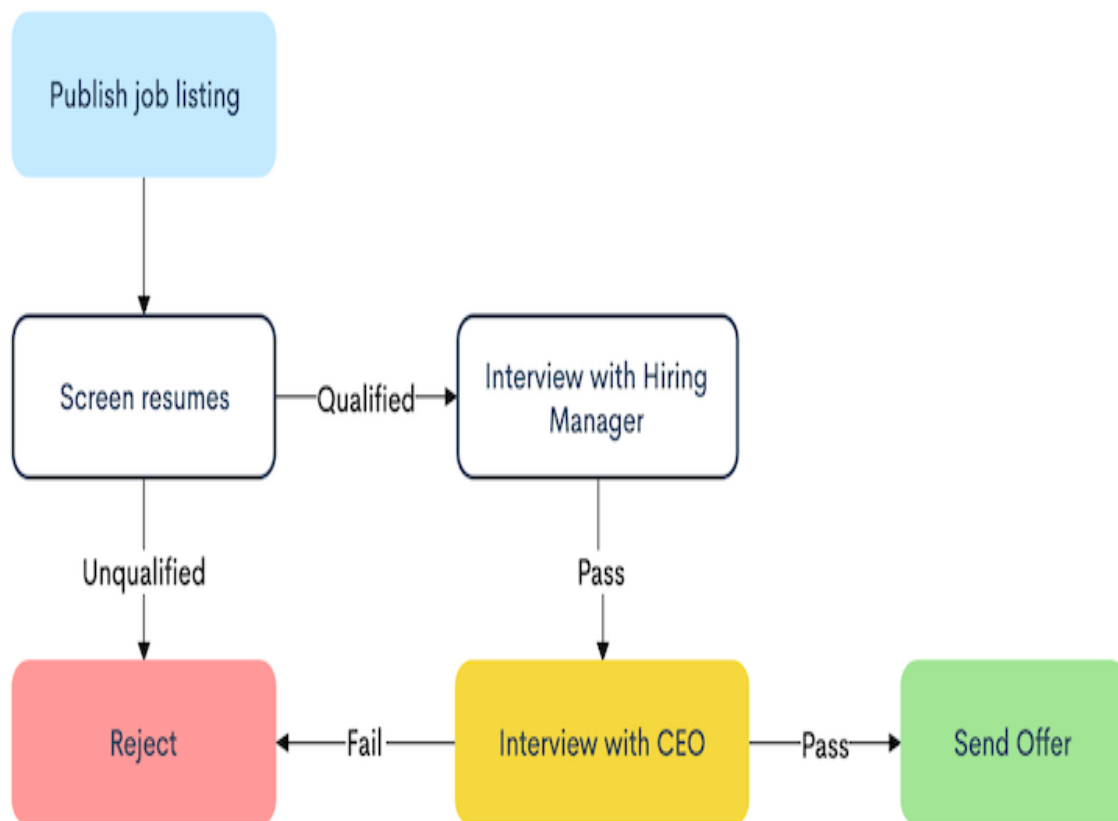 Publish job listing
Screen resumes
Qualified
Interview with Hiring
Manager
Unqualified
Pass
Reject
Fail
Interview with CEO
Pass
Send Offer